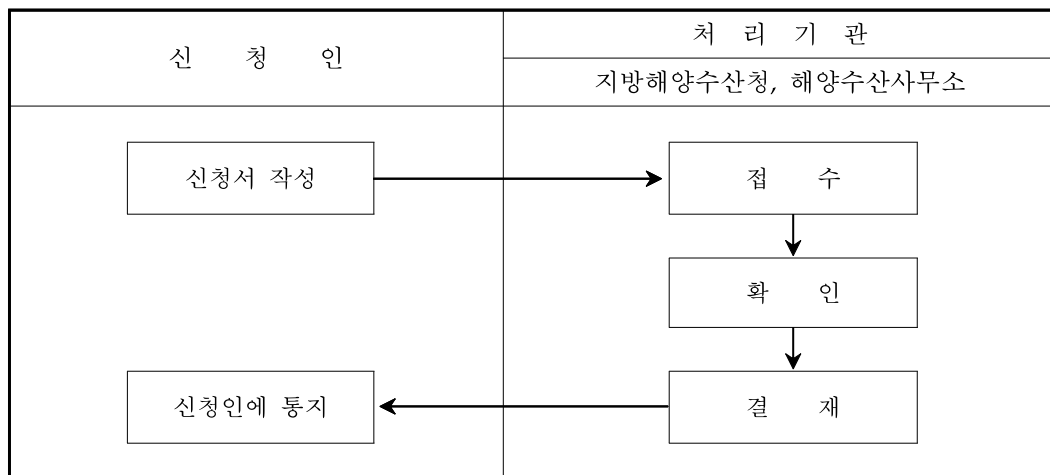 신 청 인
처 리 기 관
지방해양수산청, 해양수산사무소
신청서 작성
접 수
확 인
신청인에 통지
결 재